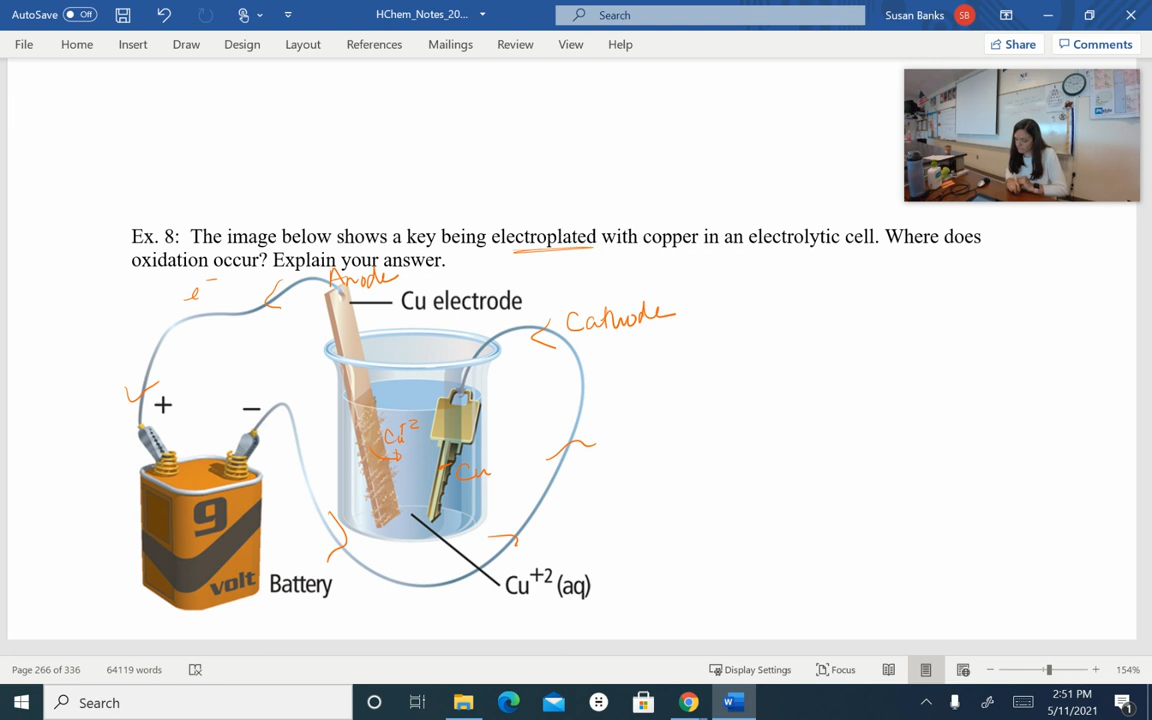 AutoSave Off HChem_Notes_20... Search Susan Banks SB
File Home Insert Draw Design Layout References Mailings Review View Help Share Comments
Ex. 8: The image below shows a key being electroplated with copper in an electrolytic cell. Where does
oxidation occur? Explain your answer.
e⁻ Anode
Cu electrode
Cathode
+ −
Cu+2
Cu
9
volt
Battery
Cu+2 (aq)
Page 266 of 336 64119 words Display Settings Focus 154%
Search
2:51 PM
5/11/2021
1